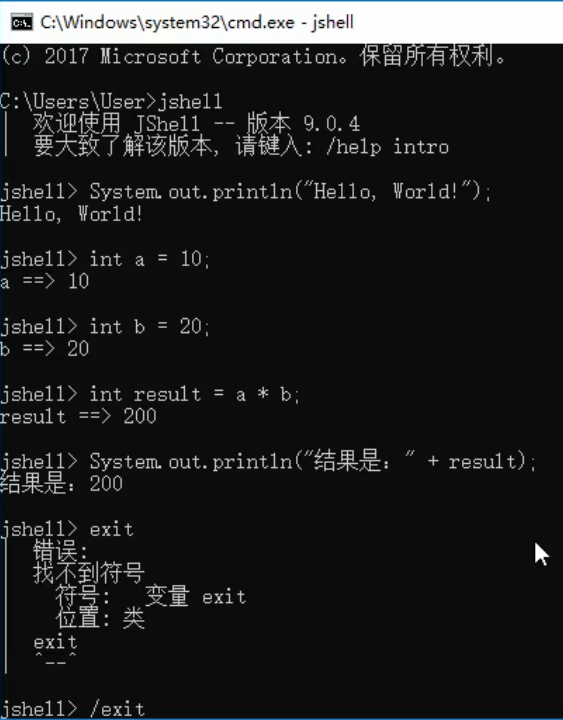 C:\Windows\system32\cmd.exe - jshell
(c) 2017 Microsoft Corporation。保留所有权利。
C:\Users\User>jshell
|  欢迎使用 JShell -- 版本 9.0.4
|  要大致了解该版本, 请键入: /help intro
jshell> System.out.println("Hello, World!");
Hello, World!
jshell> int a = 10;
a ==> 10
jshell> int b = 20;
b ==> 20
jshell> int result = a * b;
result ==> 200
jshell> System.out.println("结果是：" + result);
结果是：200
jshell> exit
|  错误:
|  找不到符号
|    符号:   变量 exit
|    位置: 类
|  exit
|  ^--^
jshell> /exit